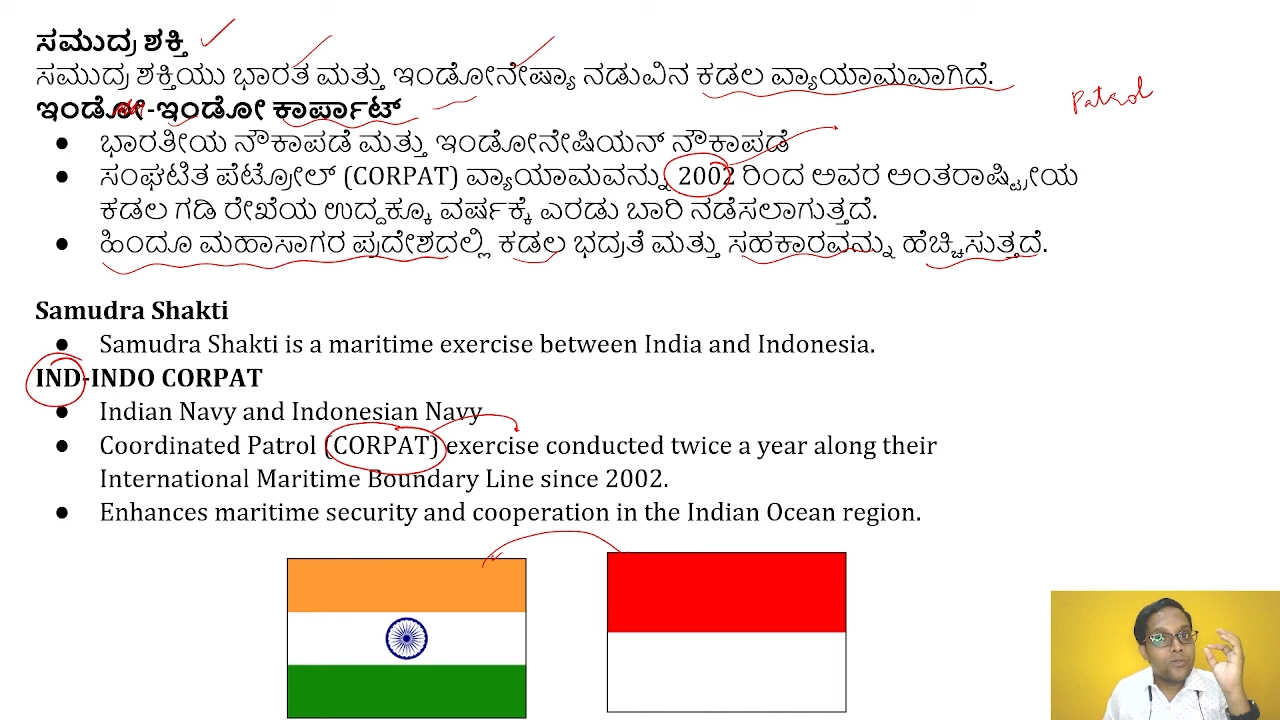 ಸಮುದ್ರ ಶಕ್ತಿ
ಸಮುದ್ರ ಶಕ್ತಿಯು ಭಾರತ ಮತ್ತು ಇಂಡೋನೇಷ್ಯಾ ನಡುವಿನ ಕಡಲ ವ್ಯಾಯಾಮವಾಗಿದೆ.
Patrol
ಇಂಡೋ-ಇಂಡೋ ಕಾರ್ಪಾಟ್
● ಭಾರತೀಯ ನೌಕಾಪಡೆ ಮತ್ತು ಇಂಡೋನೇಷಿಯನ್ ನೌಕಾಪಡೆ
● ಸಂಘಟಿತ ಪೆಟ್ರೋಲ್ (CORPAT) ವ್ಯಾಯಾಮವನ್ನು 2002 ರಿಂದ ಅವರ ಅಂತರಾಷ್ಟ್ರೀಯ
ಕಡಲ ಗಡಿ ರೇಖೆಯ ಉದ್ದಕ್ಕೂ ವರ್ಷಕ್ಕೆ ಎರಡು ಬಾರಿ ನಡೆಸಲಾಗುತ್ತದೆ.
● ಹಿಂದೂ ಮಹಾಸಾಗರ ಪ್ರದೇಶದಲ್ಲಿ ಕಡಲ ಭದ್ರತೆ ಮತ್ತು ಸಹಕಾರವನ್ನು ಹೆಚ್ಚಿಸುತ್ತದೆ.
Samudra Shakti
● Samudra Shakti is a maritime exercise between India and Indonesia.
IND-INDO CORPAT
● Indian Navy and Indonesian Navy
● Coordinated Patrol (CORPAT) exercise conducted twice a year along their
International Maritime Boundary Line since 2002.
● Enhances maritime security and cooperation in the Indian Ocean region.